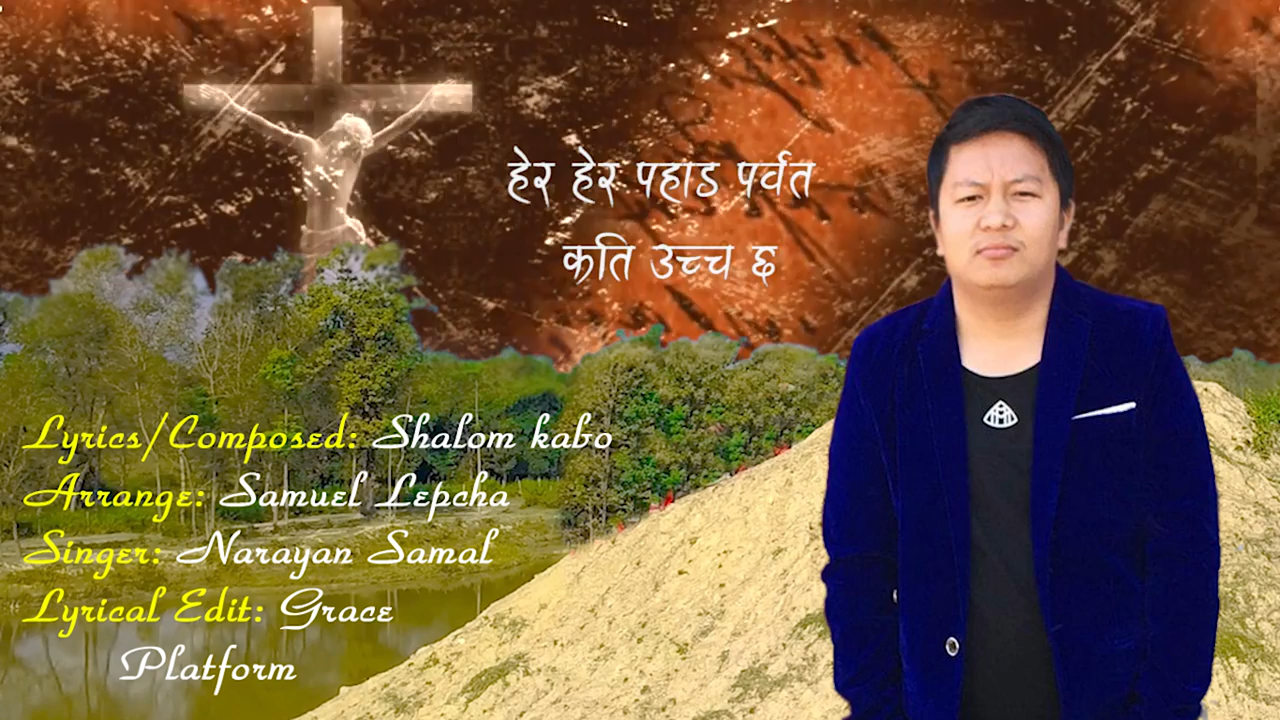 हेर हेर पहाड पर्वत
कति उच्च छ
Lyrics/Composed: Shalom kabo
Arrange: Samuel Lepcha
Singer: Narayan Samal
Lyrical Edit: Grace
Platform